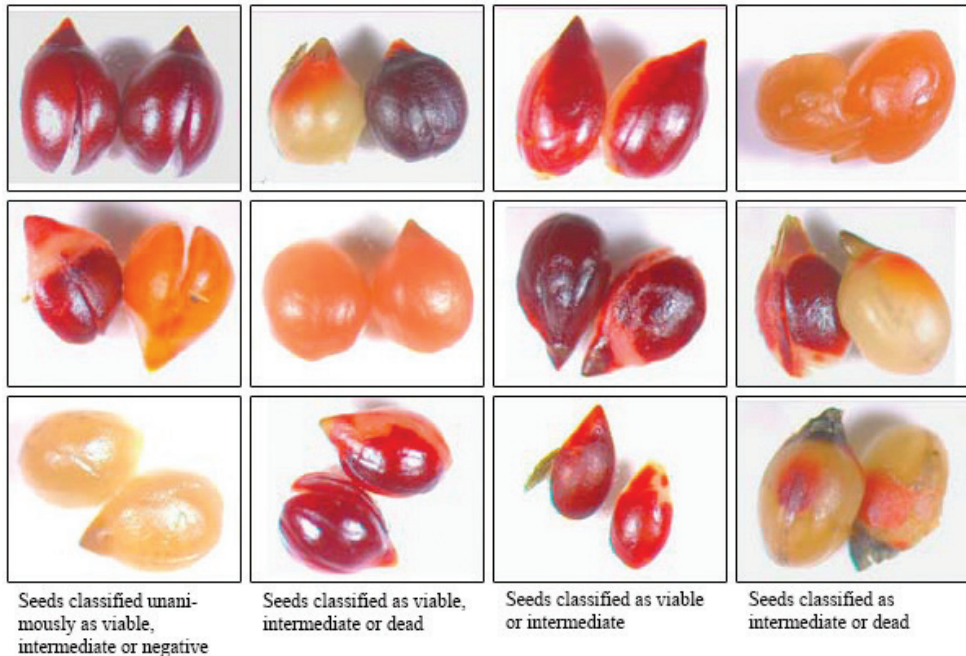 Seeds classified unani-
mously as viable,
intermediate or negative
Seeds classified as viable,
intermediate or dead
Seeds classified as viable
or intermediate
Seeds classified as
intermediate or dead